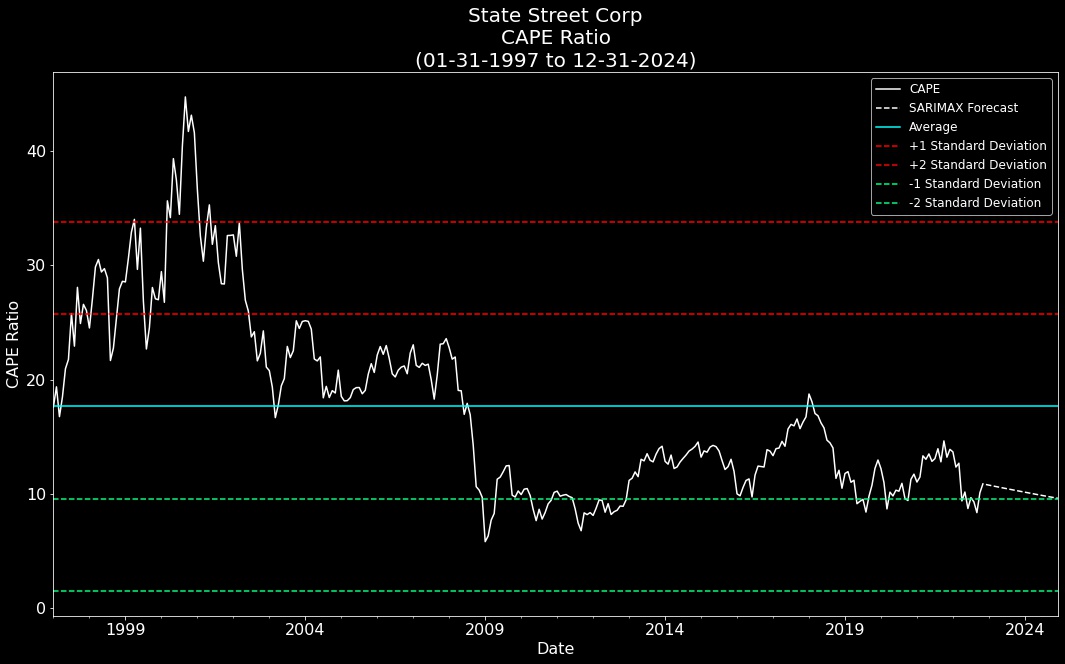 State Street Corp
CAPE Ratio
(01-31-1997 to 12-31-2024)
CAPE
SARIMAX Forecast
Average
+1 Standard Deviation
+2 Standard Deviation
-1 Standard Deviation
-2 Standard Deviation
CAPE Ratio
40
30
20
10
0
1999
2004
2009
2014
2019
2024
Date